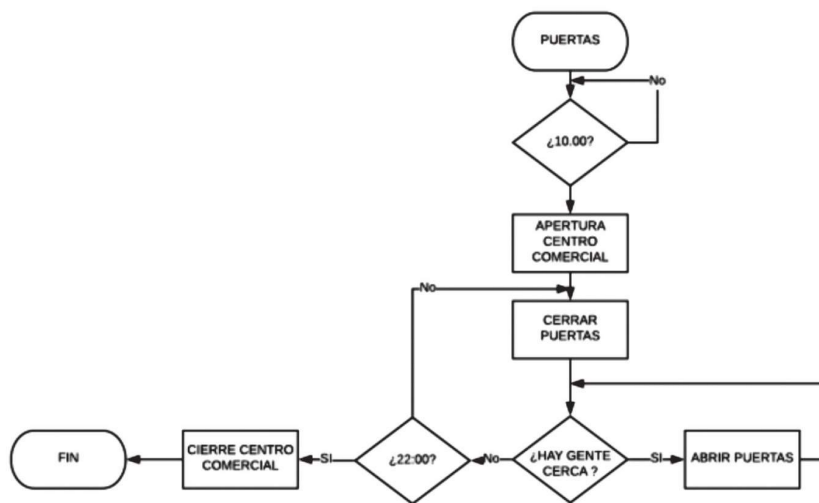 PUERTAS
No
¿10.00?
APERTURA
CENTRO
COMERCIAL
No
CERRAR
PUERTAS
FIN
CIERRE CENTRO
COMERCIAL
SI
¿22:00?
No
¿HAY GENTE
CERCA ?
SI
ABRIR PUERTAS